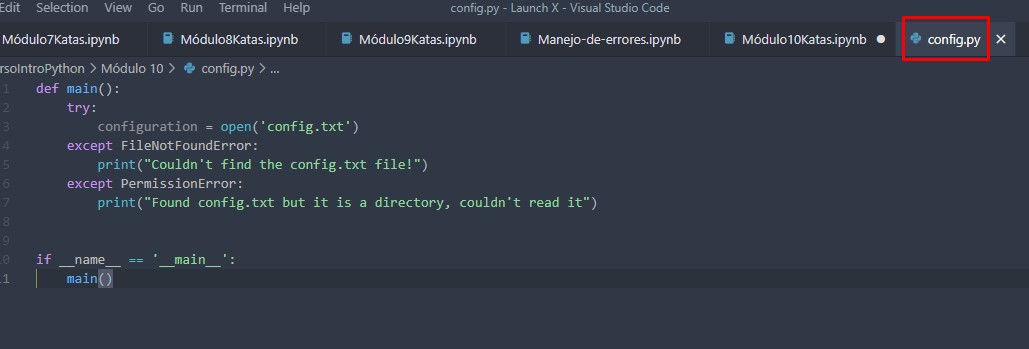 Edit Selection View Go Run Terminal Help config.py - Launch X - Visual Studio Code
Módulo7Katas.ipynb Módulo8Katas.ipynb Módulo9Katas.ipynb Manejo-de-errores.ipynb Módulo10Katas.ipynb config.py
rsoIntroPython > Módulo 10 > config.py > ...
1 def main():
2 try:
3 configuration = open('config.txt')
4 except FileNotFoundError:
5 print("Couldn't find the config.txt file!")
6 except PermissionError:
7 print("Found config.txt but it is a directory, couldn't read it")
8
9
10 if __name__ == '__main__':
11 main()